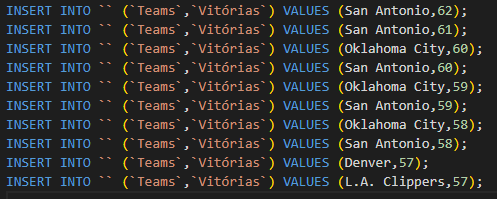 INSERT INTO `` (`Teams`,`Vitórias`) VALUES (San Antonio,62);
INSERT INTO `` (`Teams`,`Vitórias`) VALUES (San Antonio,61);
INSERT INTO `` (`Teams`,`Vitórias`) VALUES (Oklahoma City,60);
INSERT INTO `` (`Teams`,`Vitórias`) VALUES (San Antonio,60);
INSERT INTO `` (`Teams`,`Vitórias`) VALUES (Oklahoma City,59);
INSERT INTO `` (`Teams`,`Vitórias`) VALUES (San Antonio,59);
INSERT INTO `` (`Teams`,`Vitórias`) VALUES (Oklahoma City,58);
INSERT INTO `` (`Teams`,`Vitórias`) VALUES (San Antonio,58);
INSERT INTO `` (`Teams`,`Vitórias`) VALUES (Denver,57);
INSERT INTO `` (`Teams`,`Vitórias`) VALUES (L.A. Clippers,57);